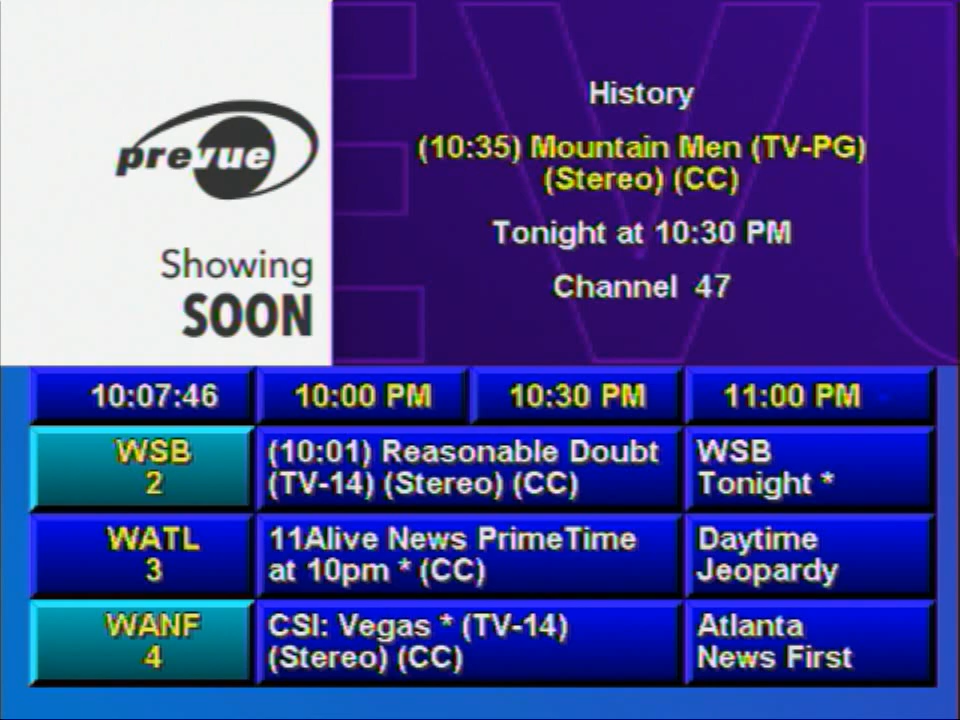 prevue
Showing
SOON
History
(10:35) Mountain Men (TV-PG)
(Stereo) (CC)
Tonight at 10:30 PM
Channel 47
10:07:46 10:00 PM 10:30 PM 11:00 PM
WSB
2
(10:01) Reasonable Doubt
(TV-14) (Stereo) (CC)
WSB
Tonight *
WATL
3
11Alive News PrimeTime
at 10pm * (CC)
Daytime
Jeopardy
WANF
4
CSI: Vegas * (TV-14)
(Stereo) (CC)
Atlanta
News First